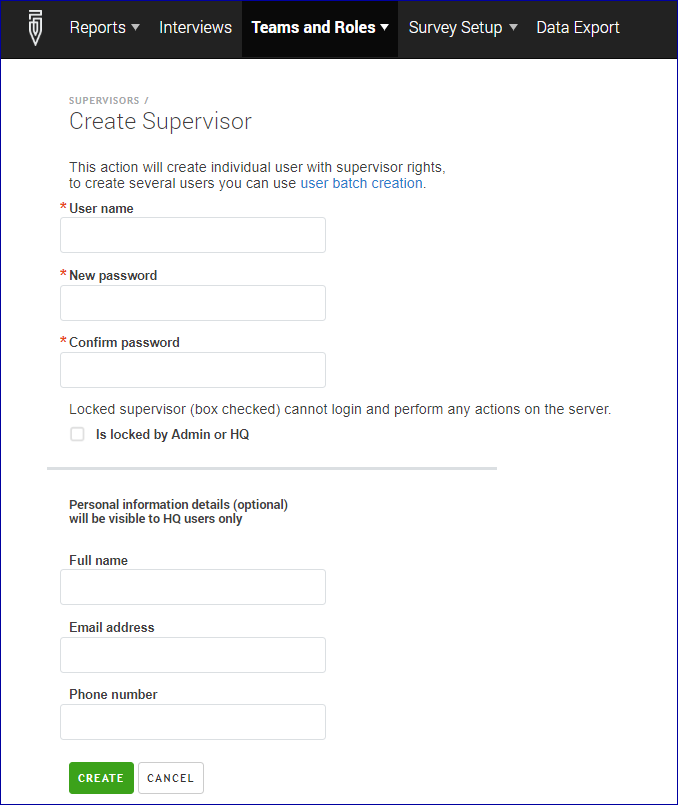 Reports Interviews Teams and Roles Survey Setup Data Export
SUPERVISORS /
Create Supervisor
This action will create individual user with supervisor rights,
to create several users you can use user batch creation.
* User name
* New password
* Confirm password
Locked supervisor (box checked) cannot login and perform any actions on the server.
Is locked by Admin or HQ
Personal information details (optional)
will be visible to HQ users only
Full name
Email address
Phone number
CREATE CANCEL